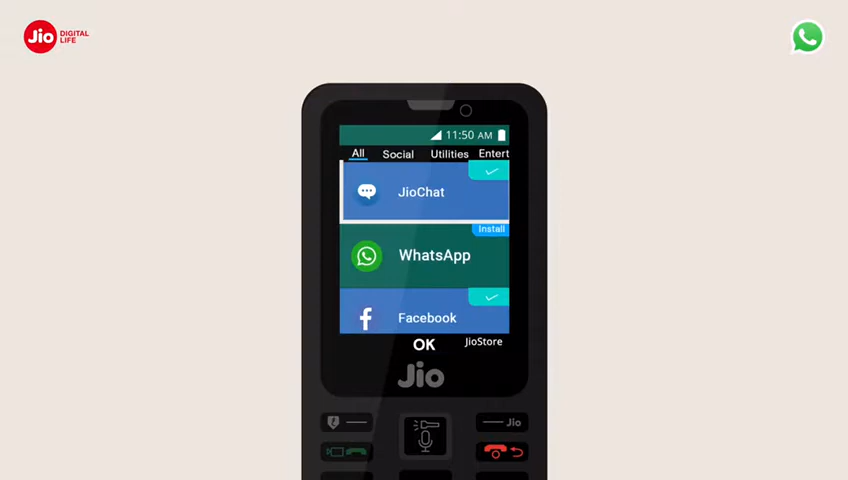 Jio DIGITAL
LIFE
11:50 AM
All Social Utilities Entert
JioChat
Install
WhatsApp
Facebook
OK JioStore
Jio
Jio